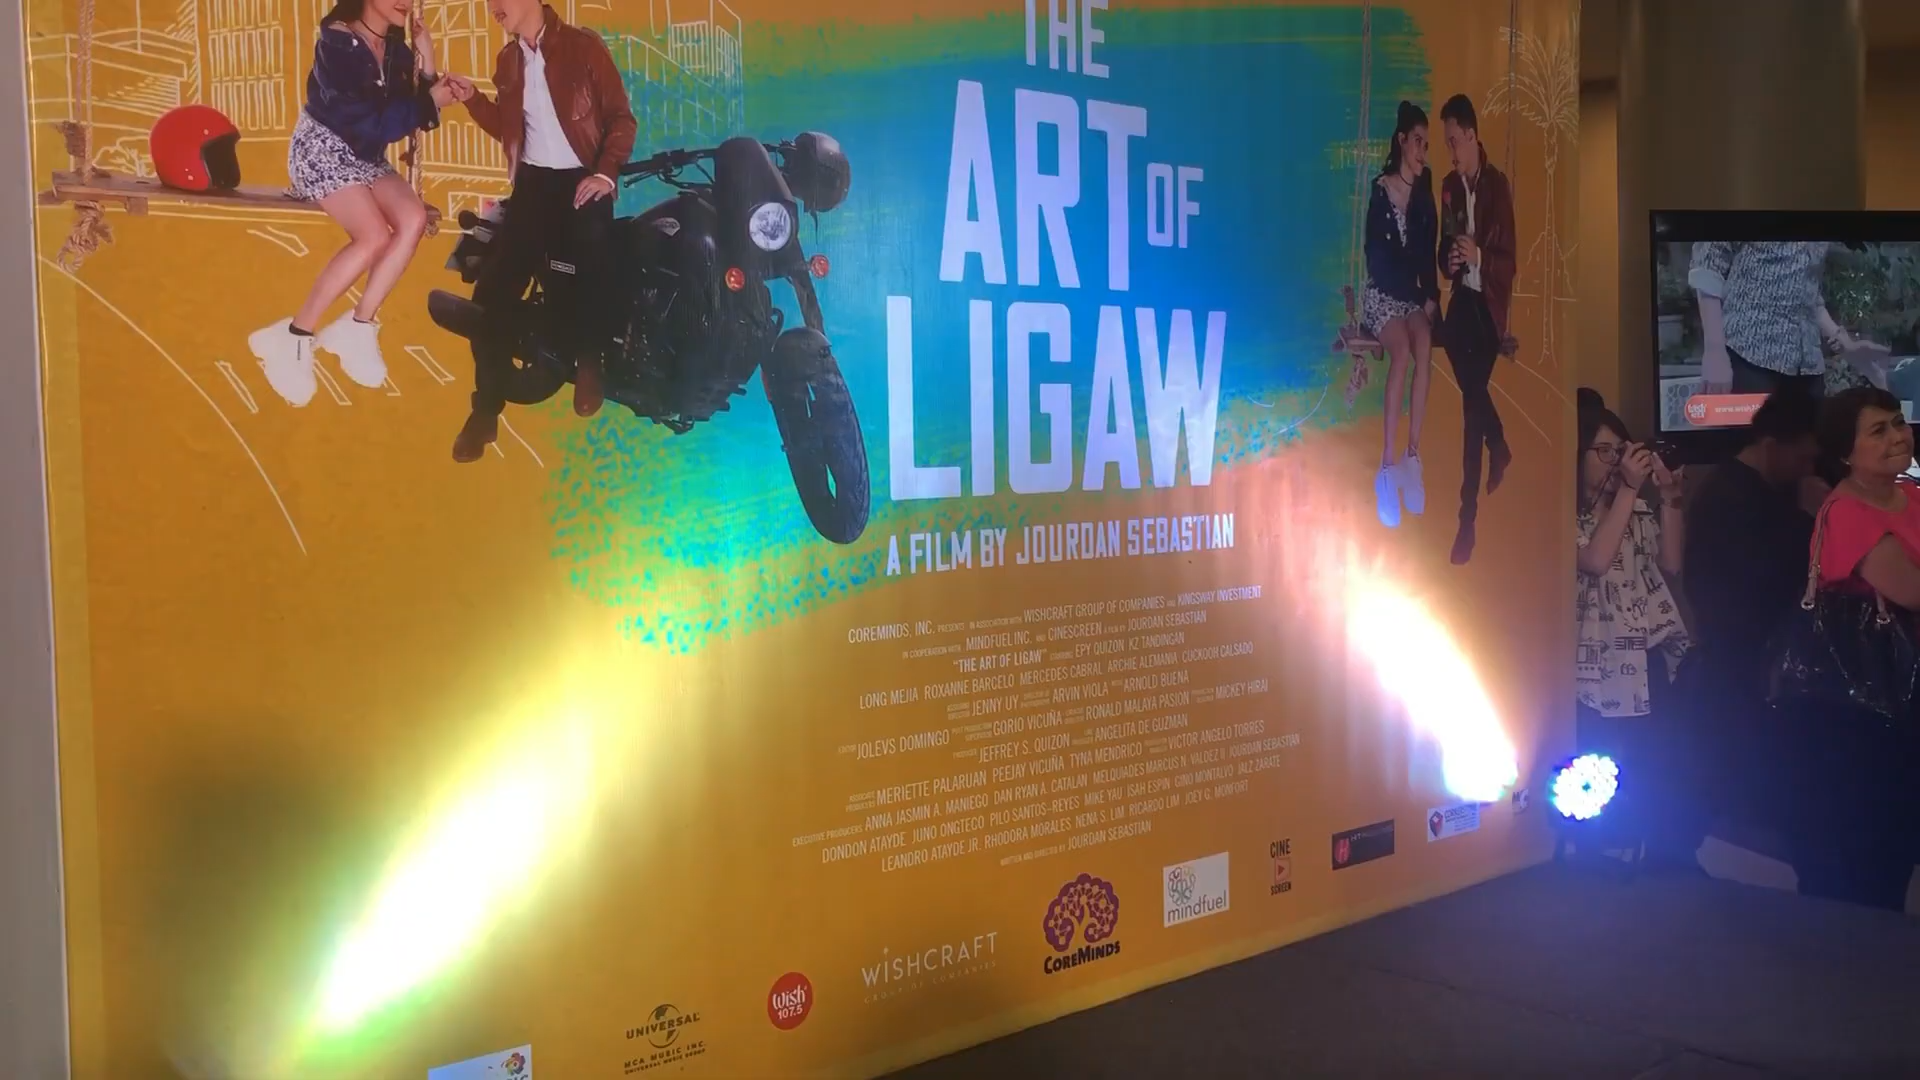 THE
ART OF
LIGAW
A FILM BY JOURDAN SEBASTIAN
COREMINDS, INC. PRESENTS IN ASSOCIATION WITH WISHCRAFT GROUP OF COMPANIES AND KINGSWAY INVESTMENT
IN COOPERATION WITH MINDFUEL INC. AND CINESCREEN A FILM BY JOURDAN SEBASTIAN
"THE ART OF LIGAW" STARRING EPY QUIZON KZ TANDINGAN
LONG MEJIA ROXANNE BARCELO MERCEDES CABRAL ARCHIE ALEMANIA CUCKOOH CALSADO
JENNY UY ARVIN VIOLA ARNOLD BUENA
EDITOR JOLEVS DOMINGO GORIO VICUÑA RONALD MALAYA PASION MICKEY HIRAI
JEFFREY S. QUIZON ANGELITA DE GUZMAN
ASSOCIATE PRODUCERS MERIETTE PALARUAN PEEJAY VICUÑA TYNA MENDRICO VICTOR ANGELO TORRES
EXECUTIVE PRODUCERS ANNA JASMIN A. MANIEGO DAN RYAN A. CATALAN MELQUIADES MARCUS N. VALDEZ II JOURDAN SEBASTIAN
DONDON ATAYDE JUNO ONGTECO PILO SANTOS-REYES MIKE YAU ISAH ESPIN GINO MONTALVO JALZ ZARATE
LEANDRO ATAYDE JR. RHODORA MORALES NENA S. LIM RICARDO LIM JOEY G. MONFORT
WRITTEN AND DIRECTED BY JOURDAN SEBASTIAN
UNIVERSAL
MCA MUSIC INC.
UNIVERSAL MUSIC GROUP
Wish
107.5
WISHCRAFT
GROUP OF COMPANIES
COREMINDS
mindfuel
CINE
SCREEN